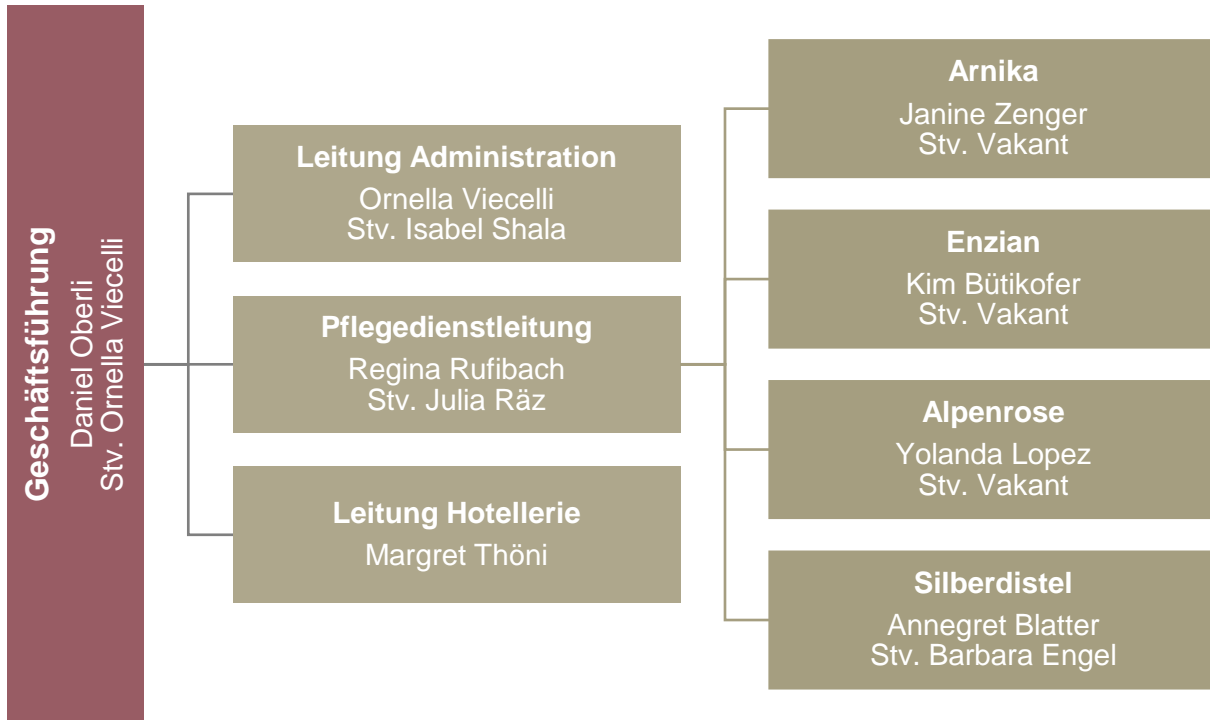 Geschäftsführung
Daniel Oberli
Stv. Ornella Viecelli
Leitung Administration
Ornella Viecelli
Stv. Isabel Shala
Pflegedienstleitung
Regina Rufibach
Stv. Julia Räz
Leitung Hotellerie
Margret Thöni
Arnika
Janine Zenger
Stv. Vakant
Enzian
Kim Bütikofer
Stv. Vakant
Alpenrose
Yolanda Lopez
Stv. Vakant
Silberdistel
Annegret Blatter
Stv. Barbara Engel